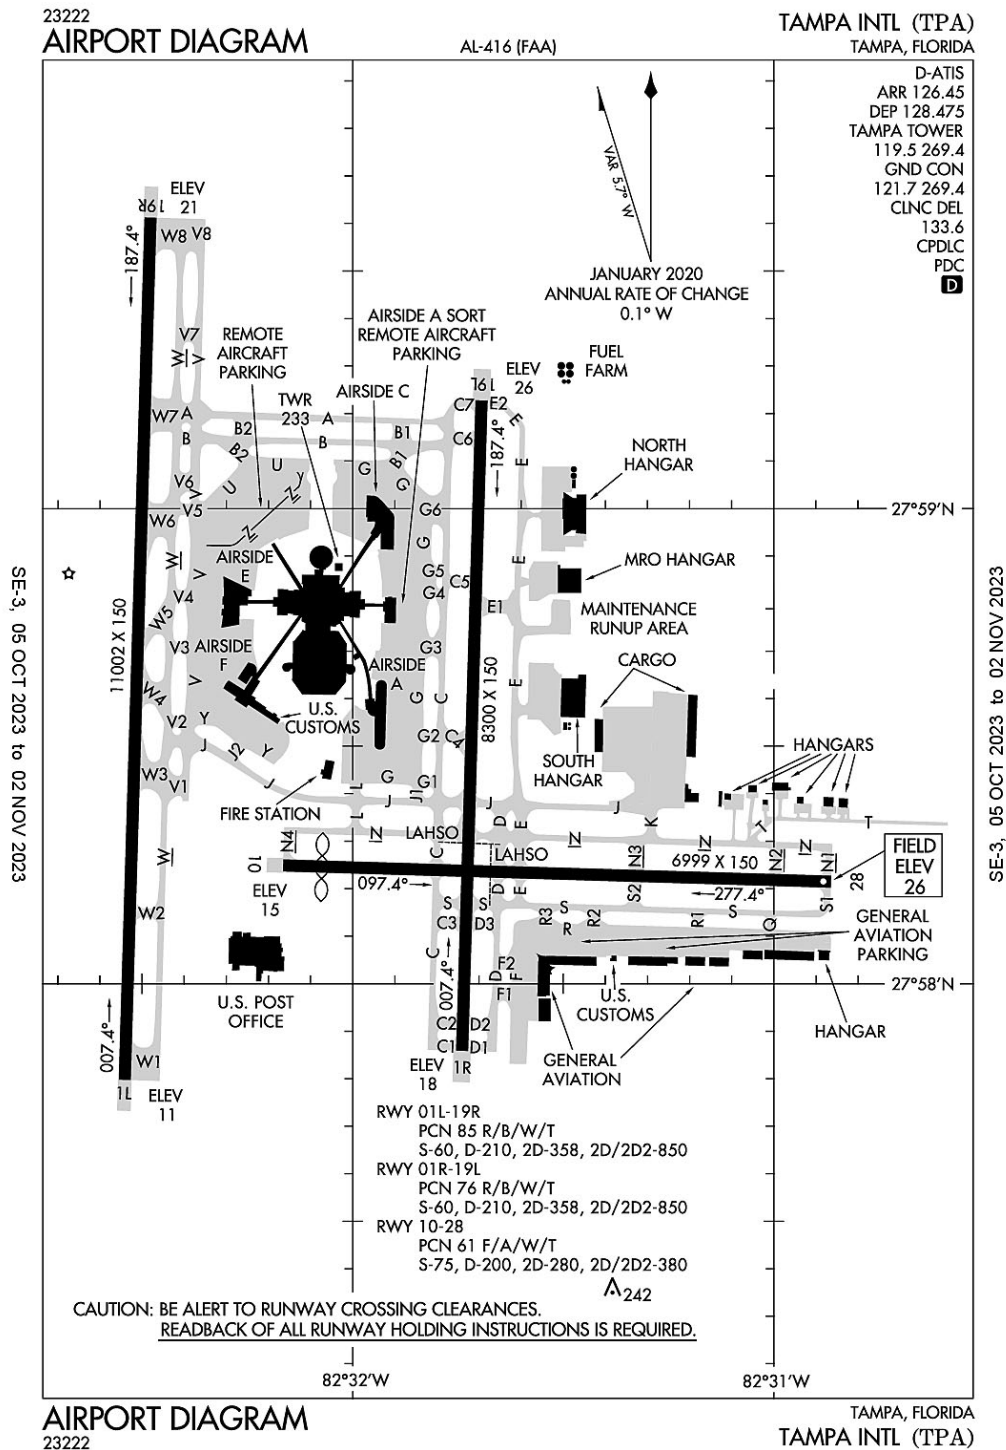 23222
AIRPORT DIAGRAM
AL-416 (FAA)
TAMPA INTL (TPA)
TAMPA, FLORIDA
D-ATIS
ARR 126.45
DEP 128.475
TAMPA TOWER
119.5 269.4
GND CON
121.7 269.4
CLNC DEL
133.6
CPDLC
PDC
D
VAR 5.7° W
JANUARY 2020
ANNUAL RATE OF CHANGE
0.1° W
19R
ELEV
21
W8 V8
187.4°
V7
W
V
REMOTE
AIRCRAFT
PARKING
AIRSIDE A SORT
REMOTE AIRCRAFT
PARKING
TWR
233
AIRSIDE C
19L
ELEV
26
FUEL
FARM
C7 E2
E
W7 A
A
B
B2
B
B1
C6
187.4°
B2
B1
U
U
Y
Z
Z
G
G
E
NORTH
HANGAR
V6
V
V5
W6
G6
27°59'N
G
E
W
V
AIRSIDE
E
G5
C5
G4
MRO HANGAR
V4
W5
E1
MAINTENANCE
RUNUP AREA
11002 X 150
V3
AIRSIDE
F
G3
CARGO
V
W4
AIRSIDE
A
G
C
8300 X 150
E
U.S.
CUSTOMS
V2
Y
J
J2
Y
G2
C4
SOUTH
HANGAR
HANGARS
W3
V1
J
FIRE STATION
L
G
G1
J
J1
J
J
L
D
E
K
T
T
N4
N
LAHSO
N
N3
N
N2
N
N1
10
C
LAHSO
6999 X 150
FIELD
ELEV
26
W
ELEV
15
097.4°
D
E
S2
277.4°
28
S1
W2
S
S
C3
D3
R3
S
R
R2
R1
S
Q
GENERAL
AVIATION
PARKING
C
007.4°
F2
D
F
F1
U.S. POST
OFFICE
U.S.
CUSTOMS
27°58'N
HANGAR
007.4°
C2 D2
C1 D1
W1
1L
ELEV
11
ELEV
18
1R
GENERAL
AVIATION
RWY 01L-19R
PCN 85 R/B/W/T
S-60, D-210, 2D-358, 2D/2D2-850
RWY 01R-19L
PCN 76 R/B/W/T
S-60, D-210, 2D-358, 2D/2D2-850
RWY 10-28
PCN 61 F/A/W/T
S-75, D-200, 2D-280, 2D/2D2-380
242
CAUTION: BE ALERT TO RUNWAY CROSSING CLEARANCES.
READBACK OF ALL RUNWAY HOLDING INSTRUCTIONS IS REQUIRED.
82°32'W
82°31'W
SE-3, 05 OCT 2023 to 02 NOV 2023
SE-3, 05 OCT 2023 to 02 NOV 2023
AIRPORT DIAGRAM
23222
TAMPA, FLORIDA
TAMPA INTL (TPA)